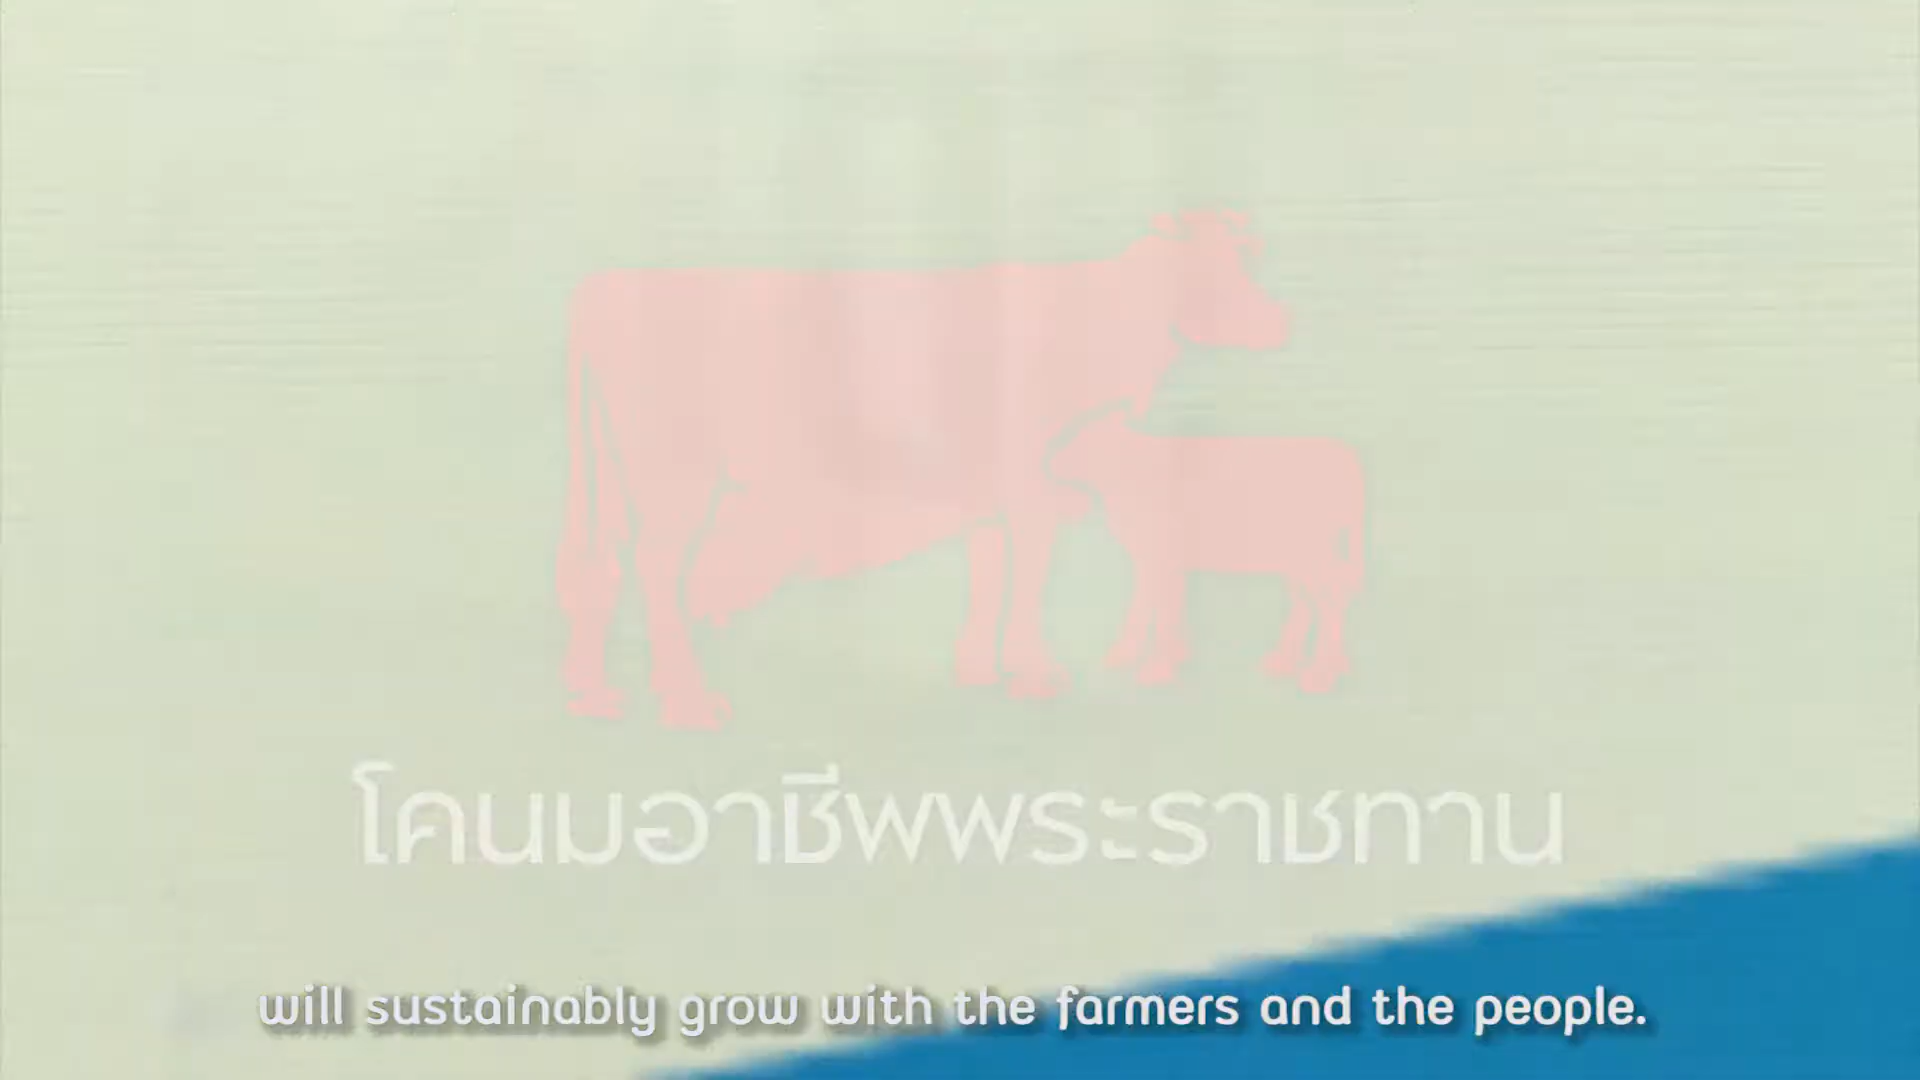 โคนมอาชีพพระราชทาน
will sustainably grow with the farmers and the people.